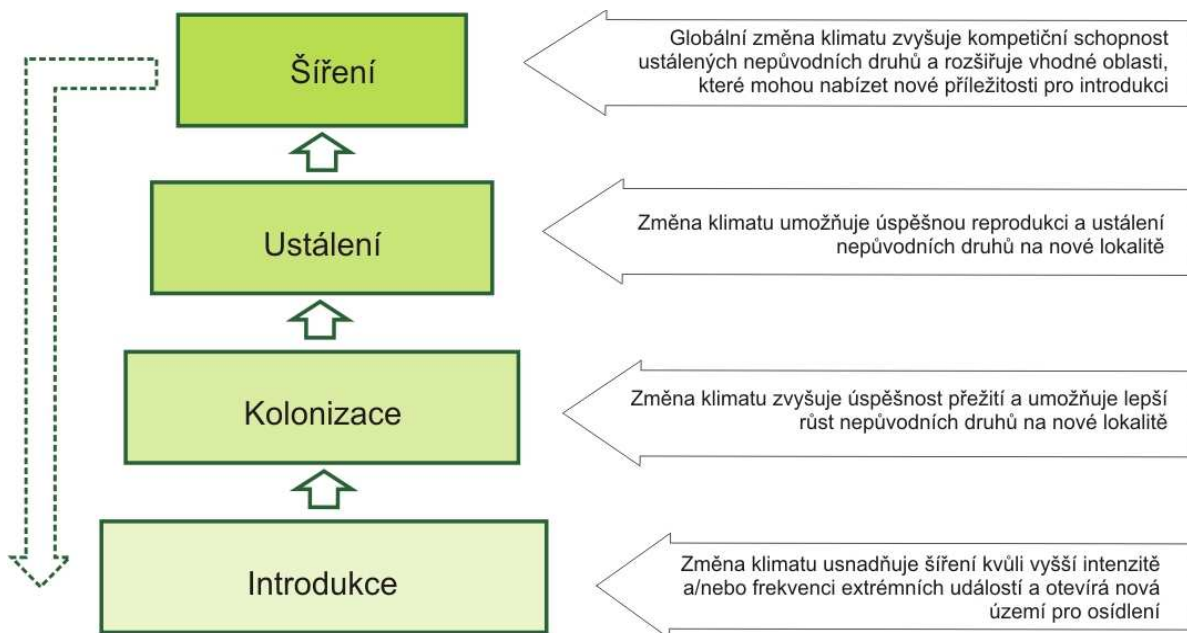 Šíření
Globální změna klimatu zvyšuje kompetiční schopnost
ustálených nepůvodních druhů a rozšiřuje vhodné oblasti,
které mohou nabízet nové příležitosti pro introdukci
Ustálení
Změna klimatu umožňuje úspěšnou reprodukci a ustálení
nepůvodních druhů na nové lokalitě
Kolonizace
Změna klimatu zvyšuje úspěšnost přežití a umožňuje lepší
růst nepůvodních druhů na nové lokalitě
Introdukce
Změna klimatu usnadňuje šíření kvůli vyšší intenzitě
a/nebo frekvenci extrémních událostí a otevírá nová
území pro osídlení